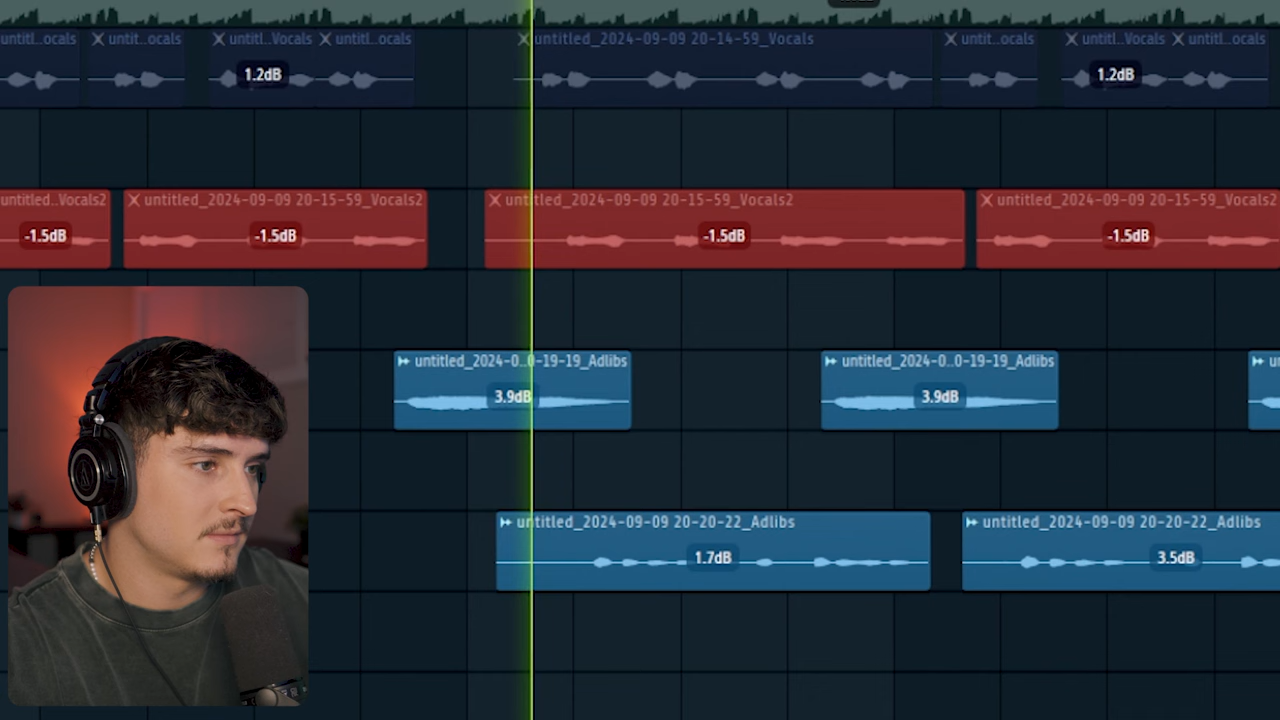 untitl..ocals untit..ocals untitl..Vocals untitl..ocals untitled_2024-09-09 20-14-59_Vocals untit..ocals untitl..Vocals untitl..ocals
1.2dB 1.2dB
untitled..Vocals2 untitled_2024-09-09 20-15-59_Vocals2 untitled_2024-09-09 20-15-59_Vocals2 untitled_2024-09-09 20-15-59_Vocals2
-1.5dB -1.5dB -1.5dB -1.5dB
untitled_2024-0..0-19-19_Adlibs untitled_2024-0..0-19-19_Adlibs
3.9dB 3.9dB
untitled_2024-09-09 20-20-22_Adlibs untitled_2024-09-09 20-20-22_Adlibs
1.7dB 3.5dB